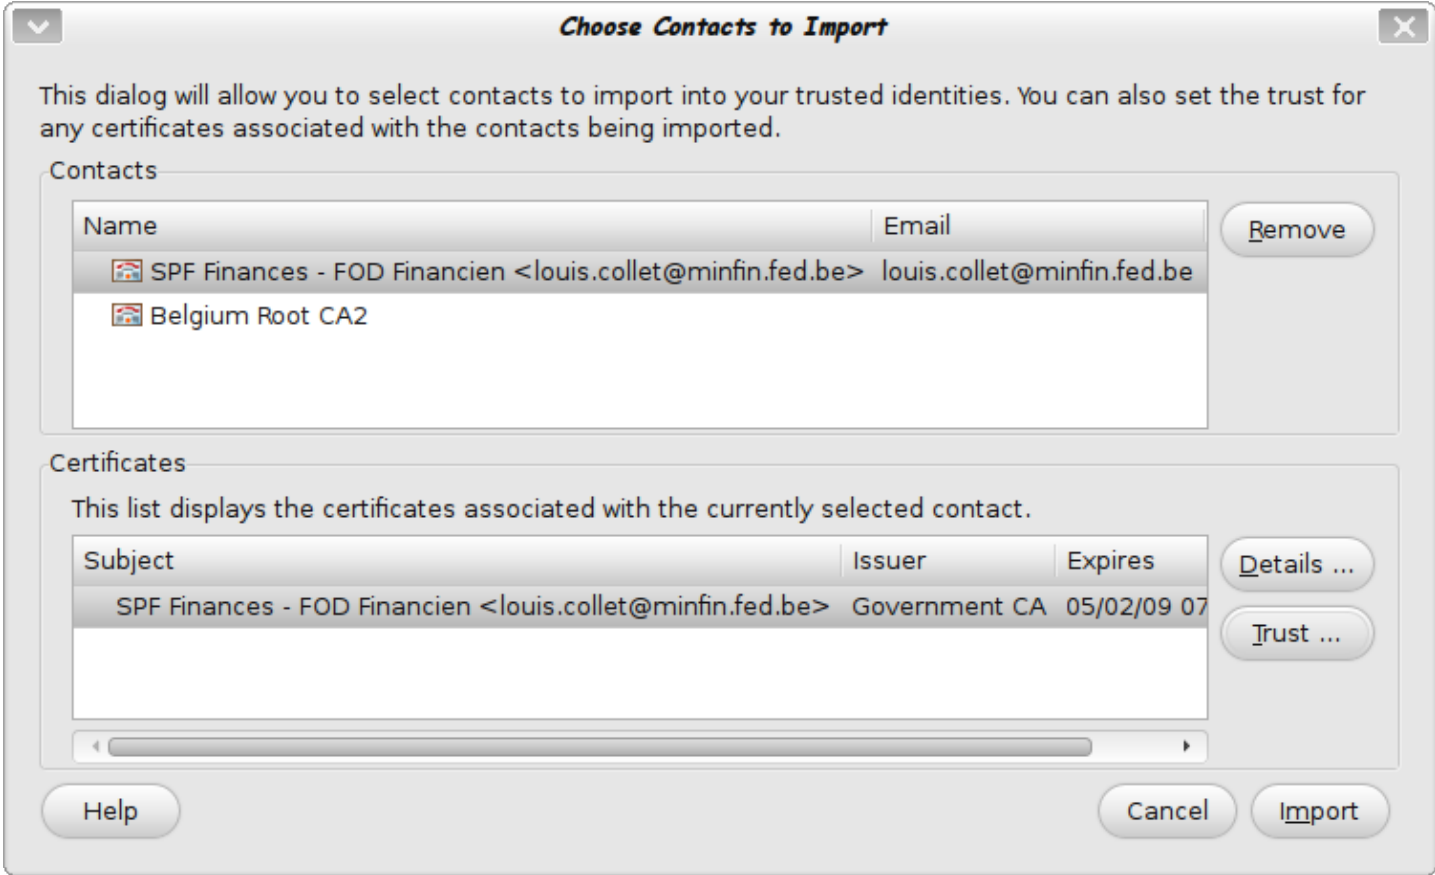 Choose Contacts to Import
This dialog will allow you to select contacts to import into your trusted identities. You can also set the trust for
any certificates associated with the contacts being imported.
Contacts
Name Email
Remove
SPF Finances - FOD Financien <louis.collet@minfin.fed.be> louis.collet@minfin.fed.be
Belgium Root CA2
Certificates
This list displays the certificates associated with the currently selected contact.
Subject Issuer Expires
Details ...
SPF Finances - FOD Financien <louis.collet@minfin.fed.be> Government CA 05/02/09 07
Trust ...
Help Cancel Import